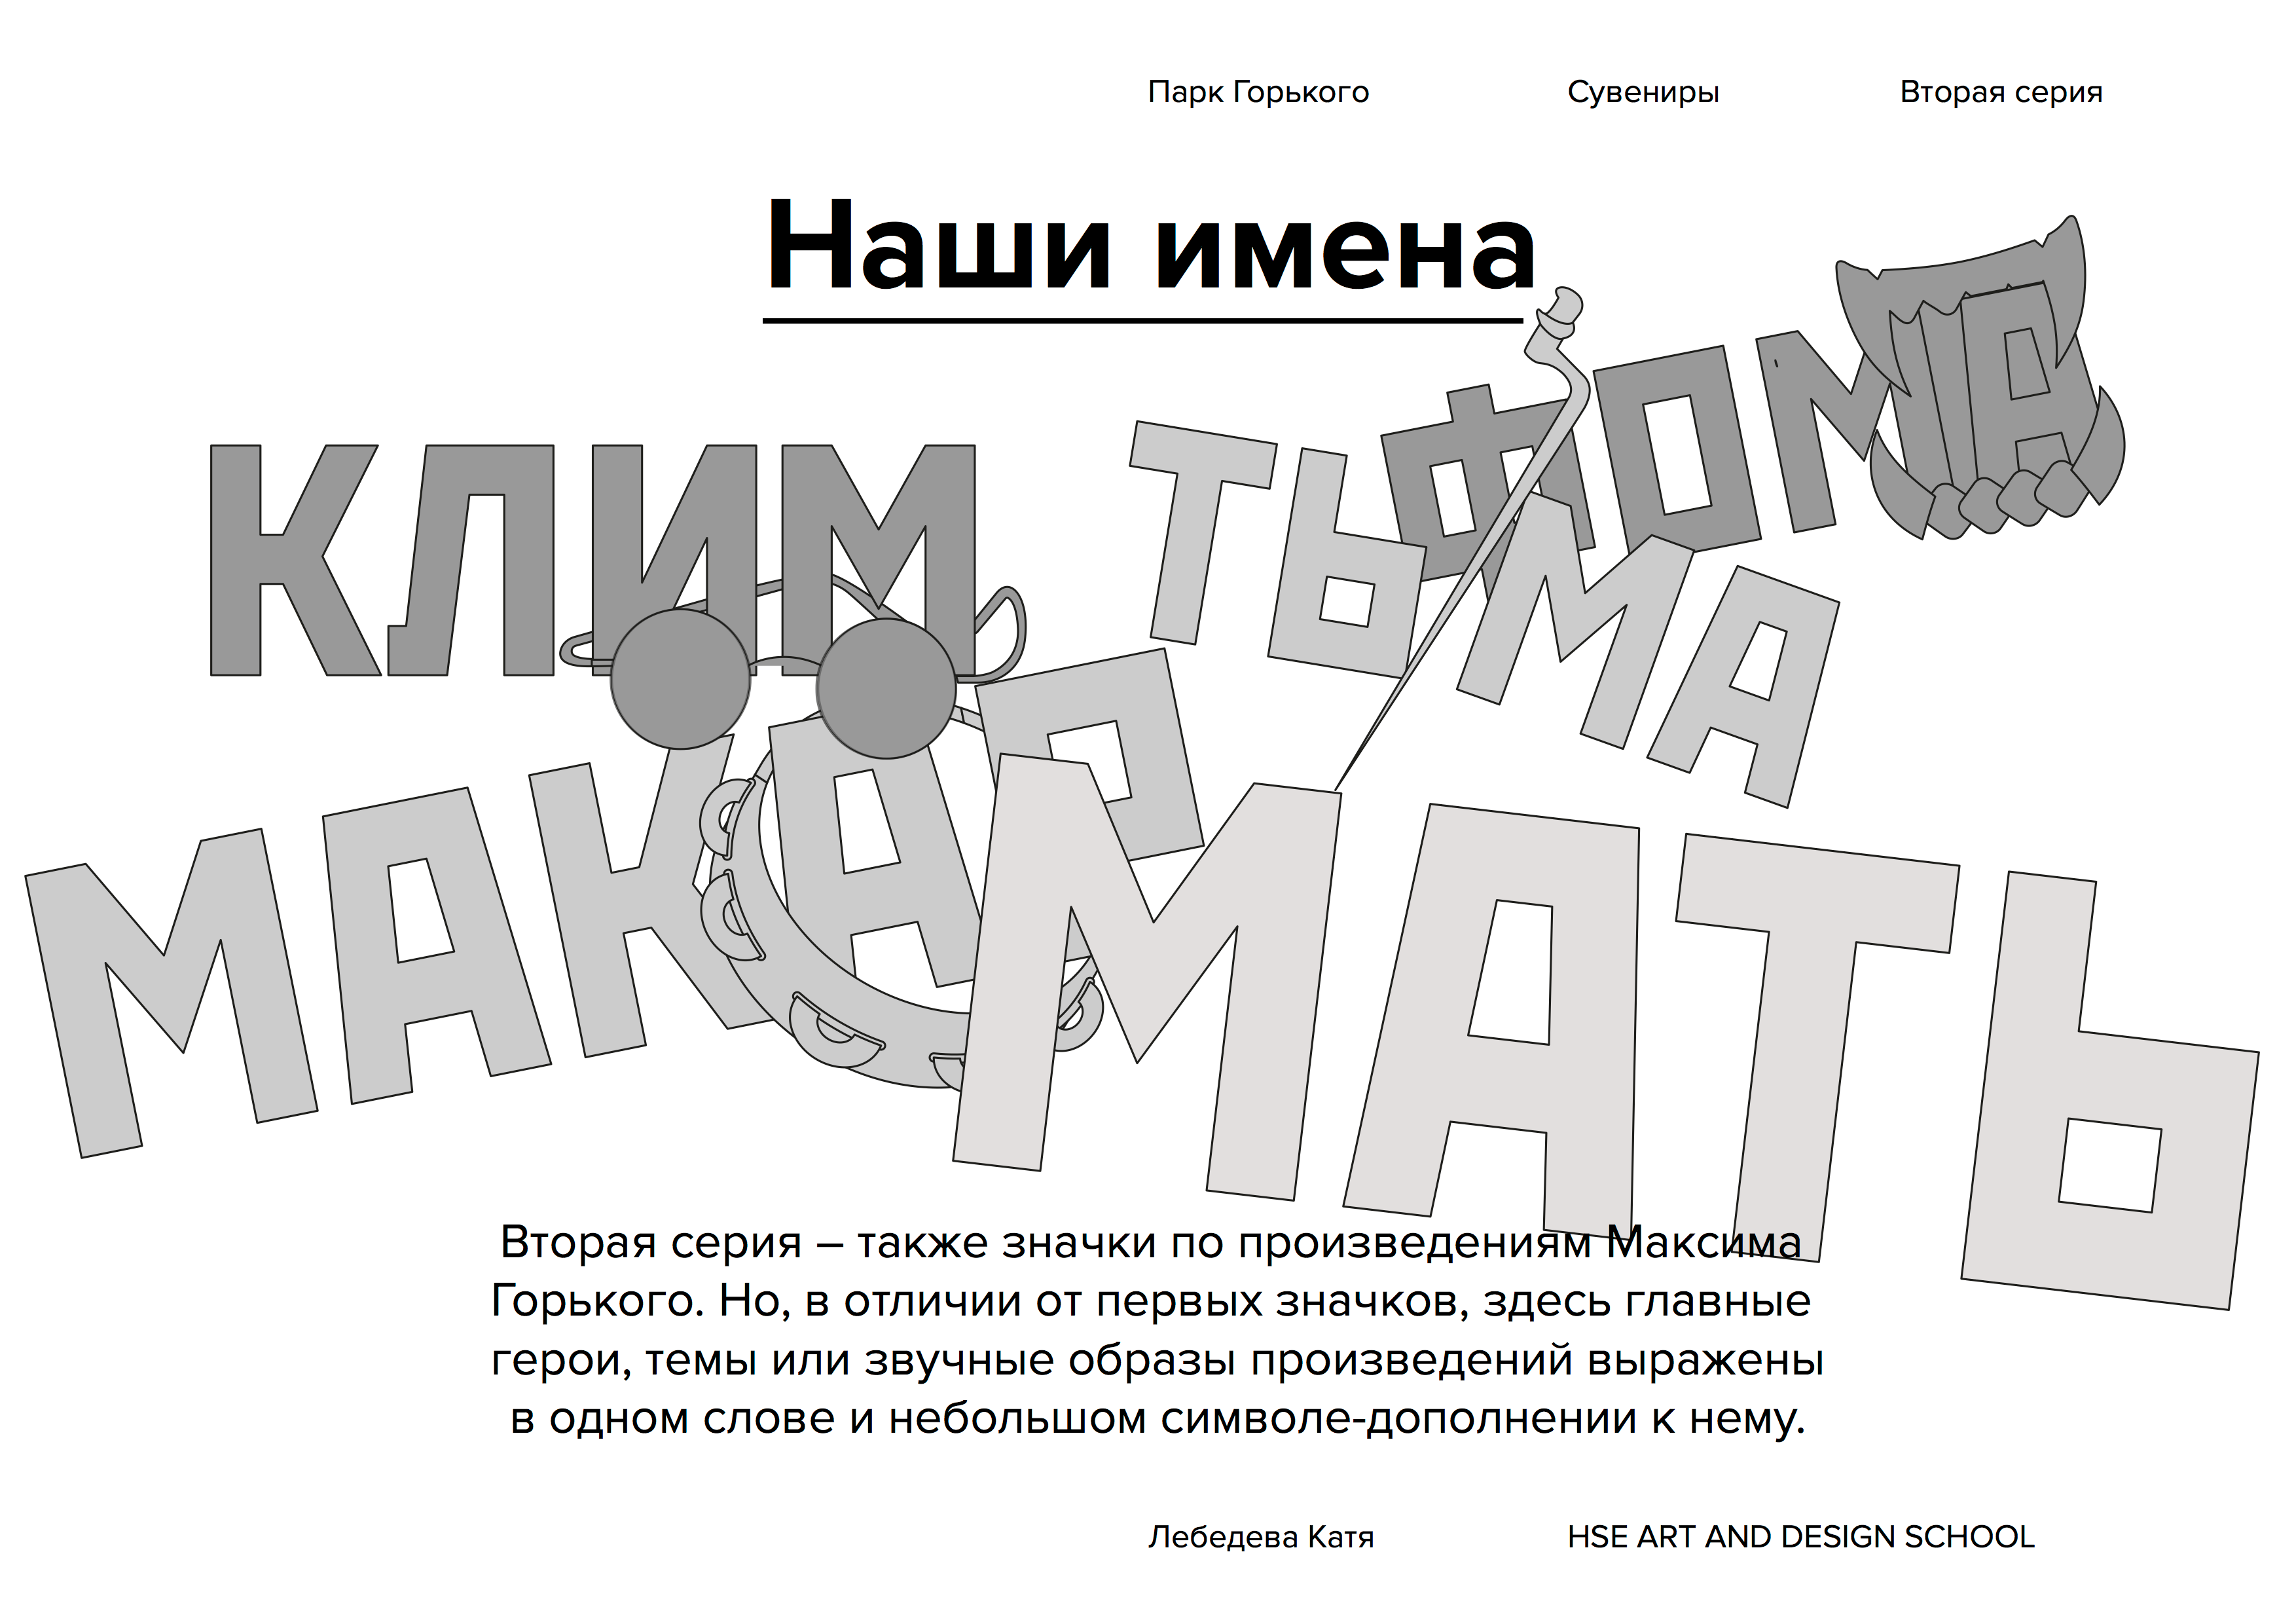 Парк Горького Сувениры Вторая серия
Наши имена
КЛИМ
ТЬМА
ФОМА
МАКАР
МАТЬ
Вторая серия – также значки по произведениям Максима
Горького. Но, в отличии от первых значков, здесь главные
герои, темы или звучные образы произведений выражены
в одном слове и небольшом символе-дополнении к нему.
Лебедева Катя HSE ART AND DESIGN SCHOOL